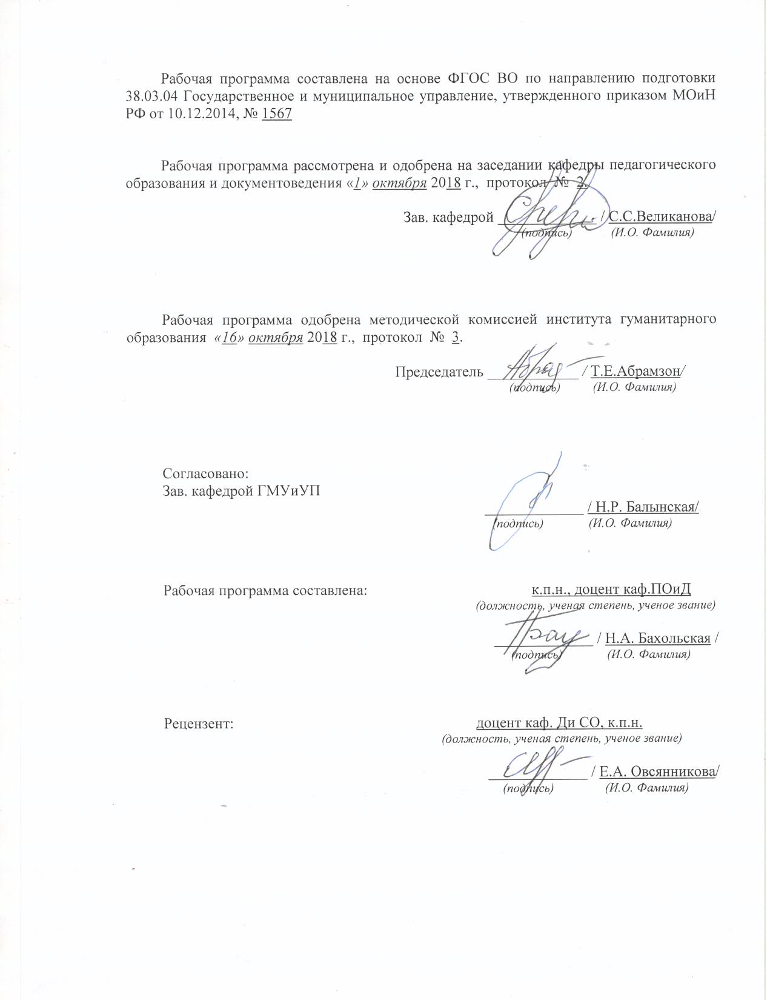 Рабочая программа составлена на основе ФГОС ВО по направлению подготовки
38.03.04 Государственное и муниципальное управление, утвержденного приказом МОиН
РФ от 10.12.2014, № 1567
Рабочая программа рассмотрена и одобрена на заседании кафедры педагогического
образования и документоведения «1» октября 2018 г., протокол № 2.
Зав. кафедрой _____________ / С.С.Великанова/
(подпись) (И.О. Фамилия)
Рабочая программа одобрена методической комиссией института гуманитарного
образования «16» октября 2018 г., протокол № 3.
Председатель ____________ / Т.Е.Абрамзон/
(подпись) (И.О. Фамилия)
Согласовано:
Зав. кафедрой ГМУиУП
_____________ / Н.Р. Балынская/
(подпись) (И.О. Фамилия)
Рабочая программа составлена: к.п.н., доцент каф.ПОиД
(должность, ученая степень, ученое звание)
_____________ / Н.А. Бахольская /
(подпись) (И.О. Фамилия)
Рецензент: доцент каф. Ди СО, к.п.н.
(должность, ученая степень, ученое звание)
_____________ / Е.А. Овсянникова/
(подпись) (И.О. Фамилия)